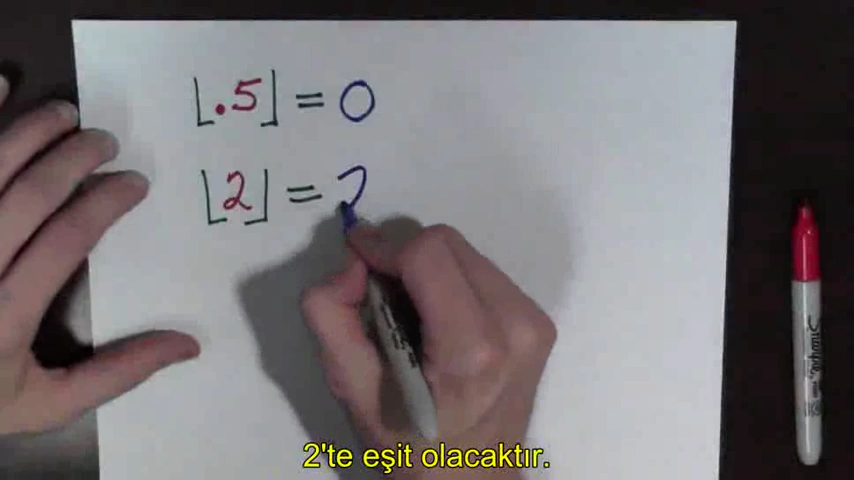 ⌊.5⌋ = 0
⌊2⌋ = 2
2'te eşit olacaktır.